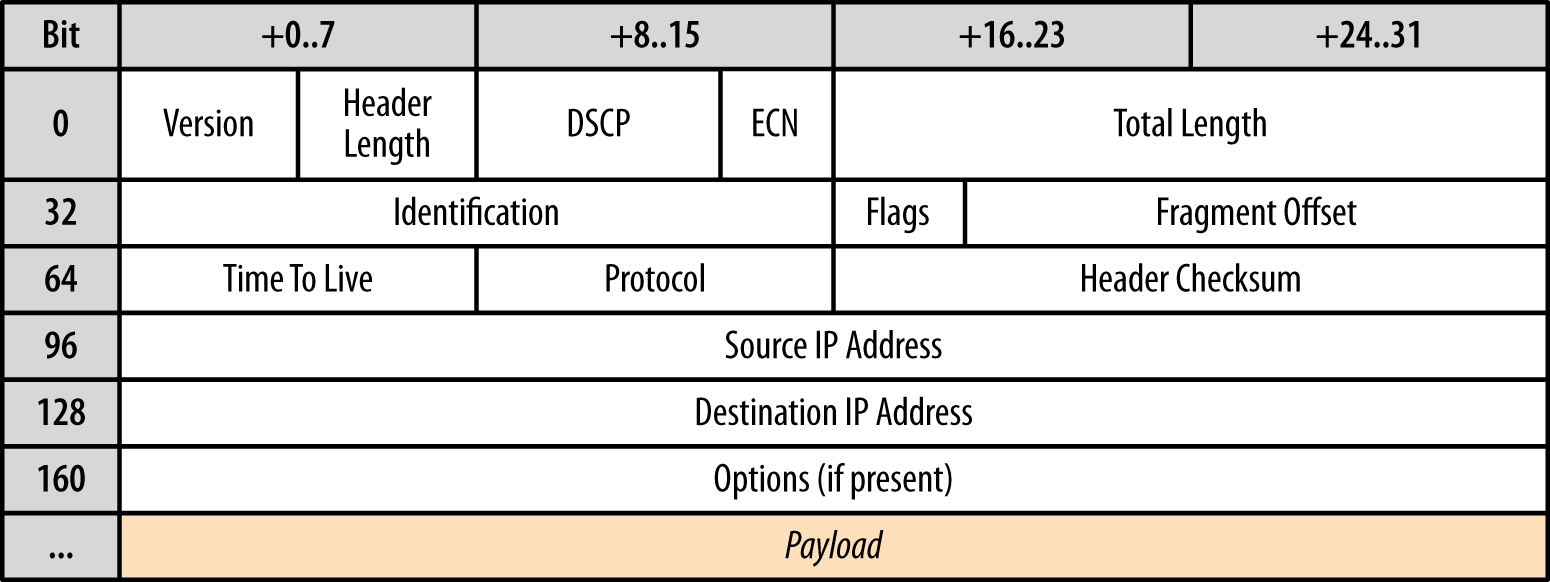 Bit +0..7 +8..15 +16..23 +24..31
0 Version Header Length DSCP ECN Total Length
32 Identification Flags Fragment Offset
64 Time To Live Protocol Header Checksum
96 Source IP Address
128 Destination IP Address
160 Options (if present)
... Payload